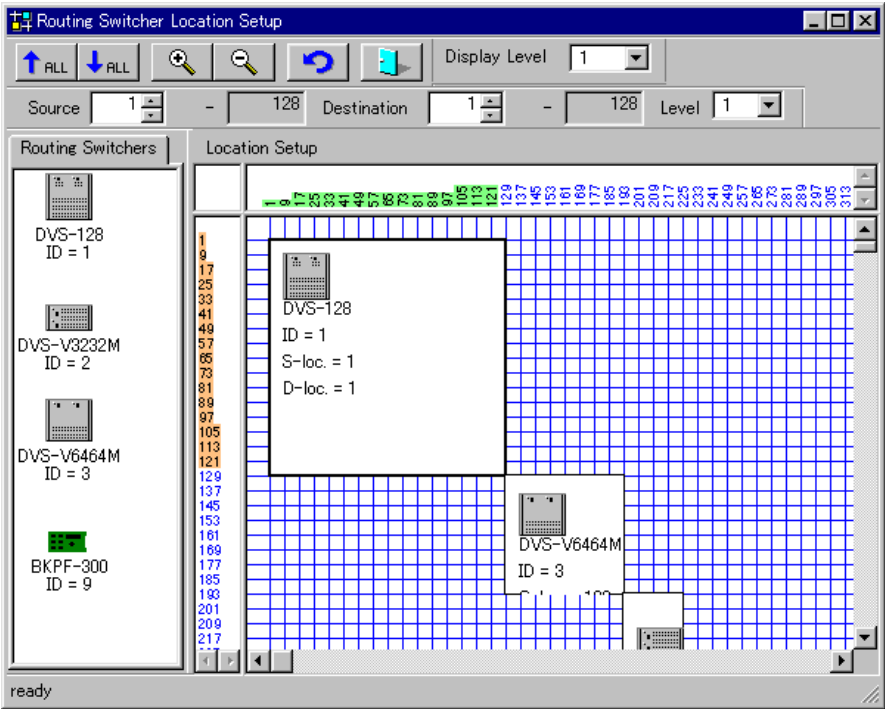 Routing Switcher Location Setup
ALL ALL Display Level 1
Source 1 - 128 Destination 1 - 128 Level 1
Routing Switchers
Location Setup
1 9 17 25 33 41 49 57 65 73 81 89 97 105 113 121 129 137 145 153 161 169 177 185 193 201 209 217 225 233 241 249 257 265 273 281 289 297 305 313
DVS-128
ID = 1
DVS-V3232M
ID = 2
DVS-V6464M
ID = 3
BKPF-300
ID = 9
1
9
17
25
33
41
49
57
65
73
81
89
97
105
113
121
129
137
145
153
161
169
177
185
193
201
209
217
DVS-128
ID = 1
S-loc. = 1
D-loc. = 1
DVS-V6464M
ID = 3
ready